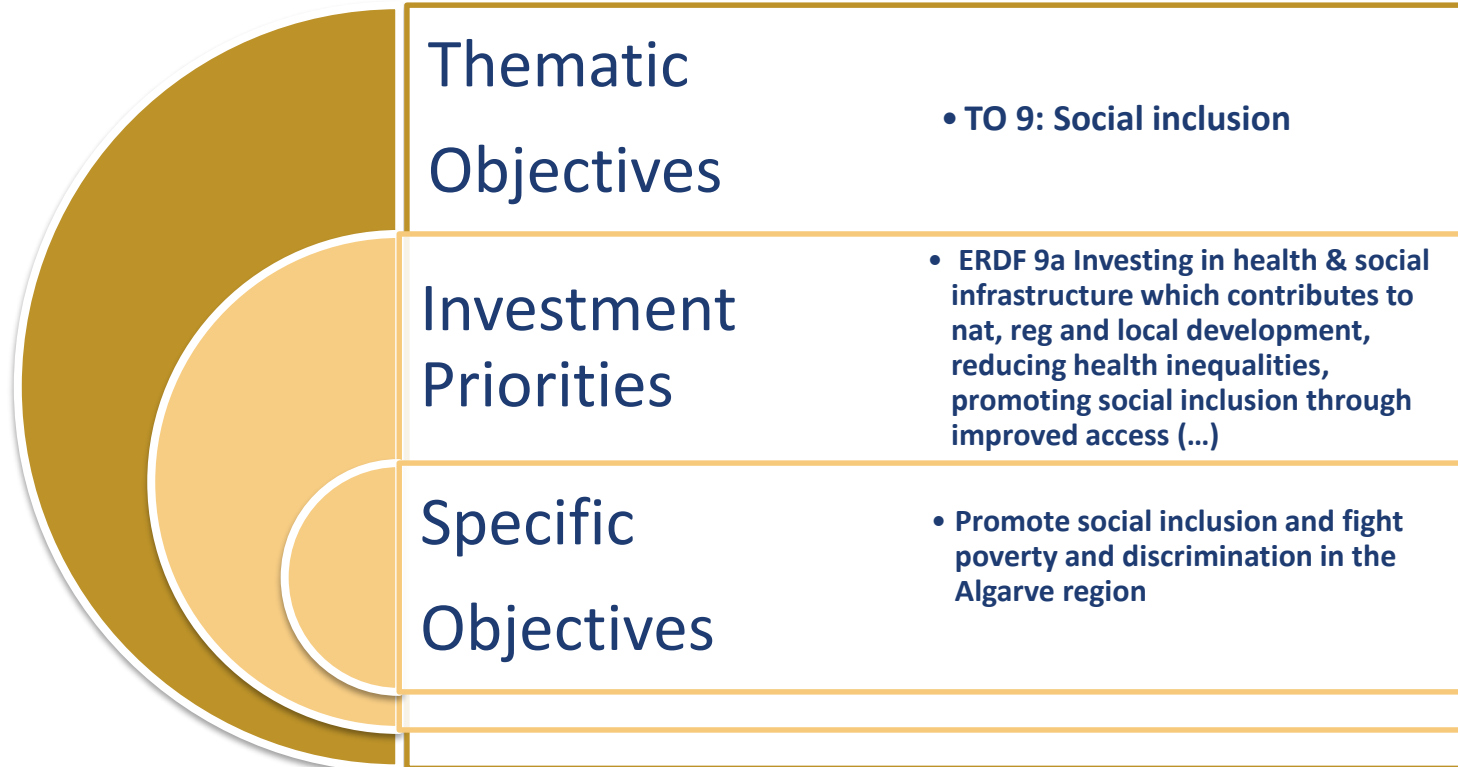 Thematic
Objectives
• TO 9: Social inclusion
Investment
Priorities
• ERDF 9a Investing in health & social
infrastructure which contributes to
nat, reg and local development,
reducing health inequalities,
promoting social inclusion through
improved access (...)
Specific
Objectives
• Promote social inclusion and fight
poverty and discrimination in the
Algarve region